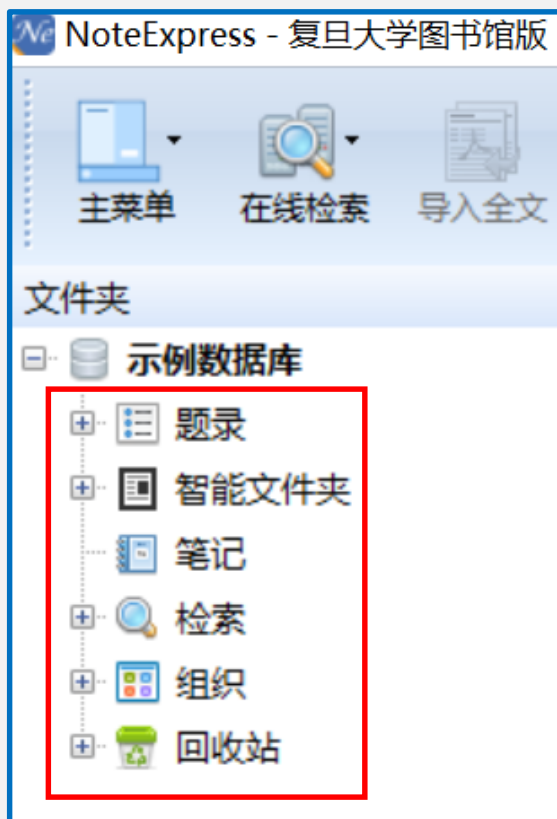 Ne NoteExpress - 复旦大学图书馆版
主菜单 在线检索 导入全文
文件夹
示例数据库
题录
智能文件夹
笔记
检索
组织
回收站